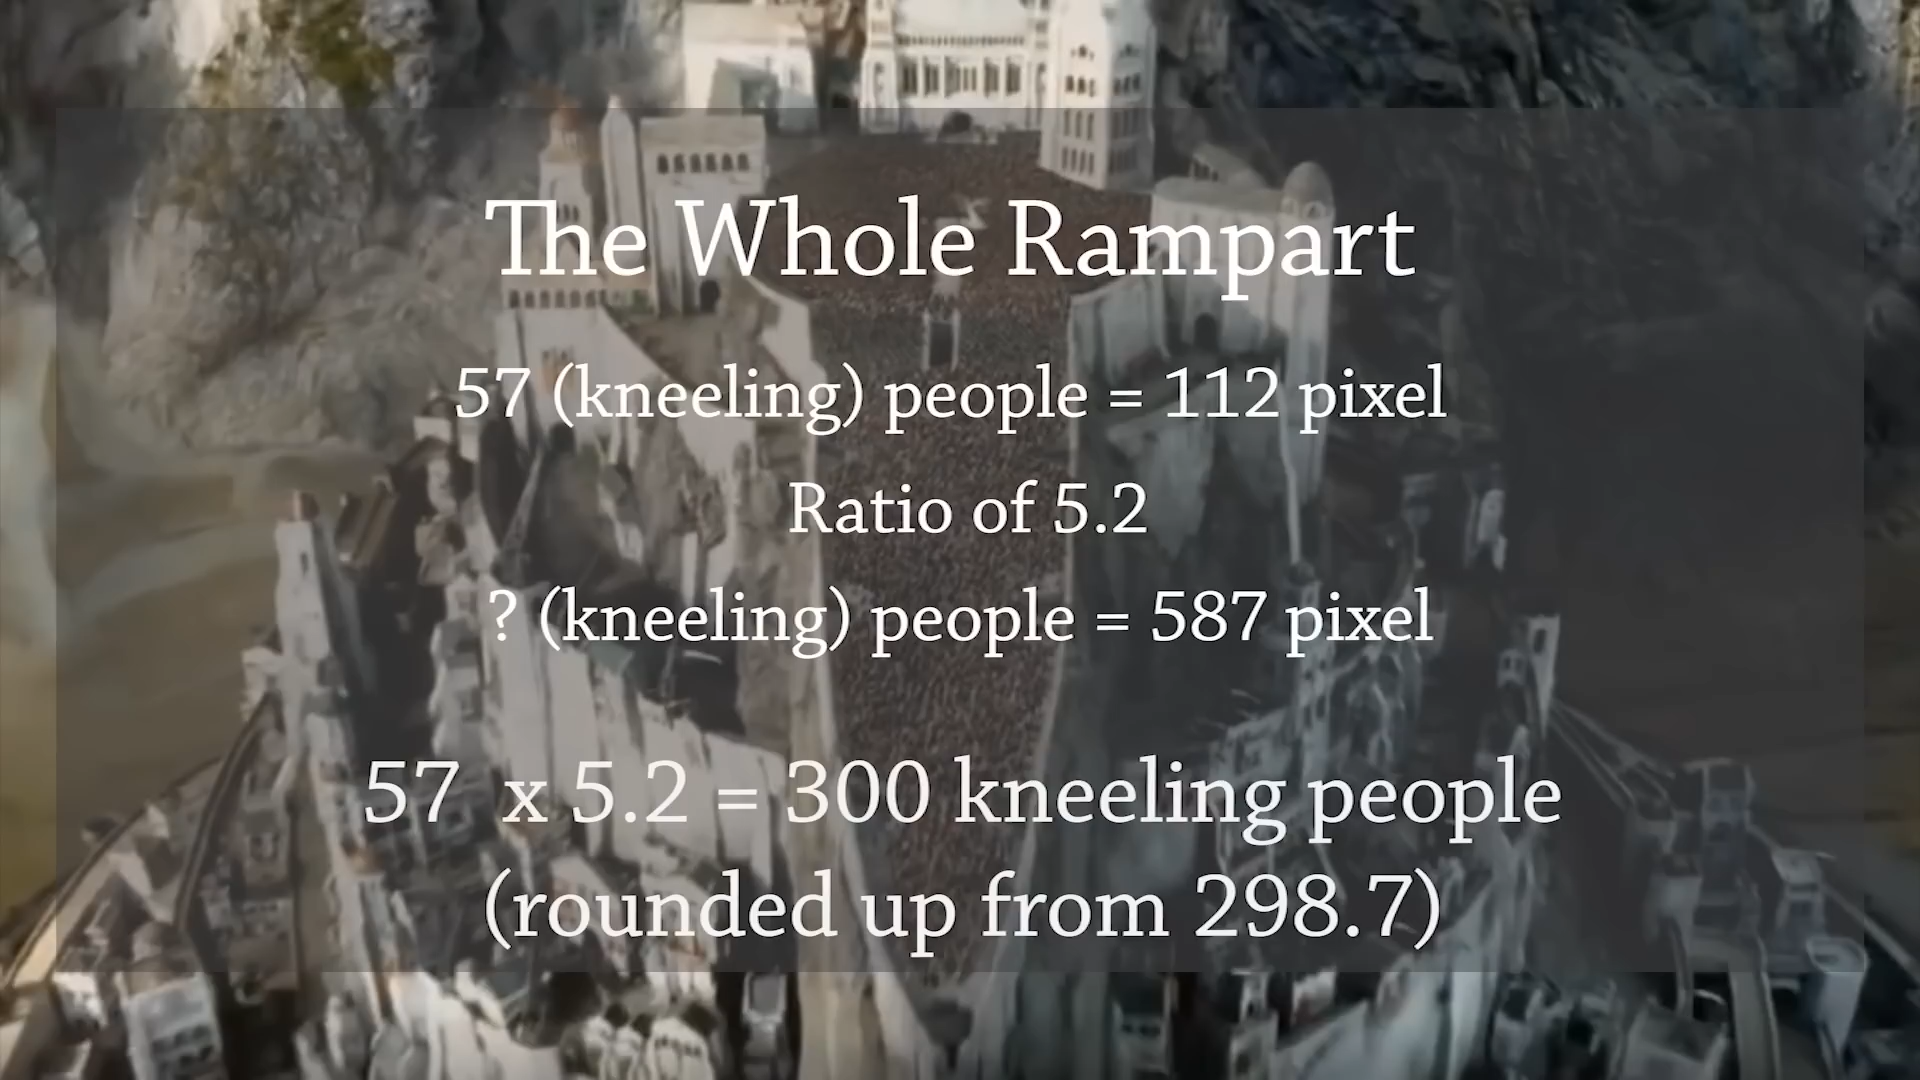 The Whole Rampart
57 (kneeling) people = 112 pixel
Ratio of 5.2
? (kneeling) people = 587 pixel
57 x 5.2 = 300 kneeling people
(rounded up from 298.7)